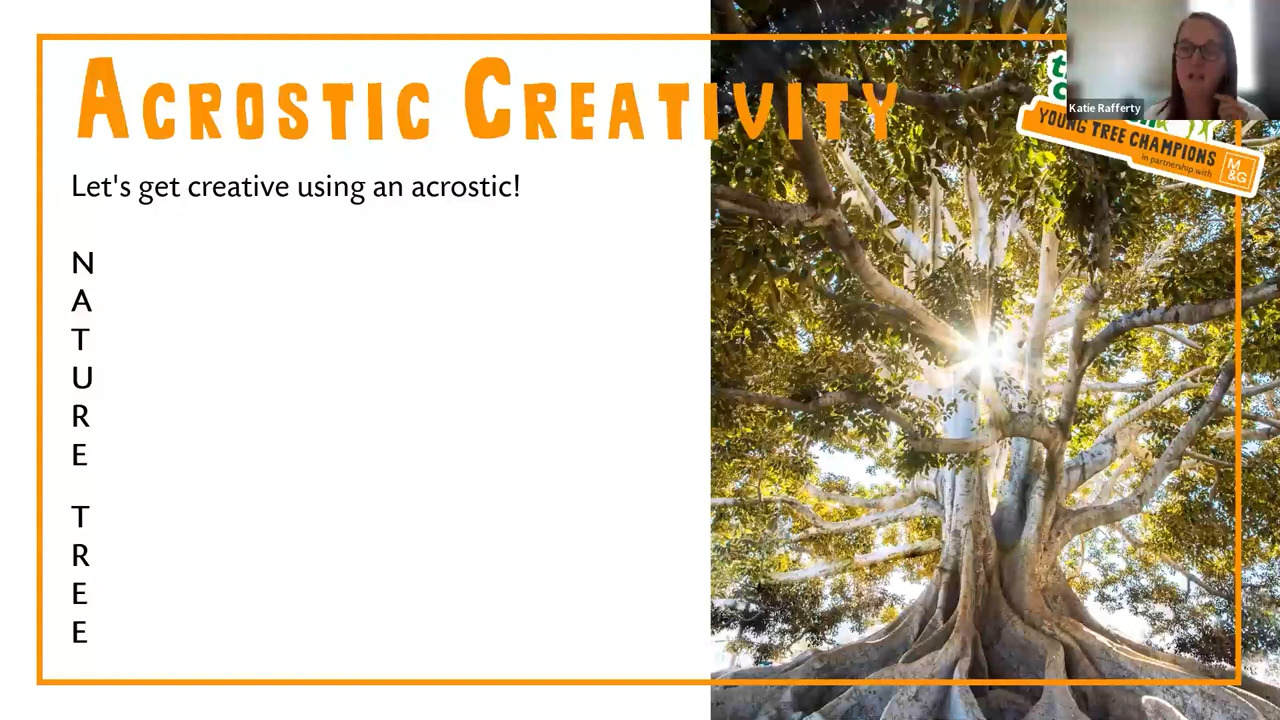 ACROSTIC CREATIVITY
Let's get creative using an acrostic!
N
A
T
U
R
E
T
R
E
E
Katie Rafferty
YOUNG TREE CHAMPIONS
in partnership with
M
&G